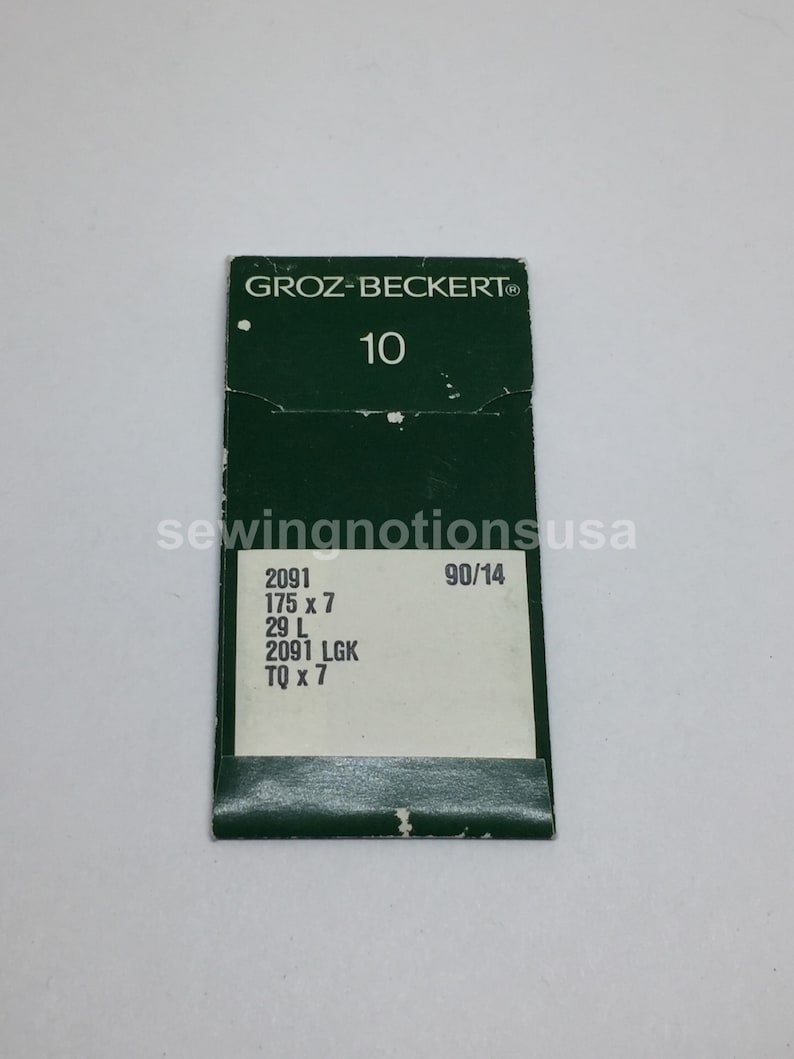 GROZ-BECKERT®
10
sewingnotionsusa
2091 90/14
175 x 7
29 L
2091 LGK
TQ x 7